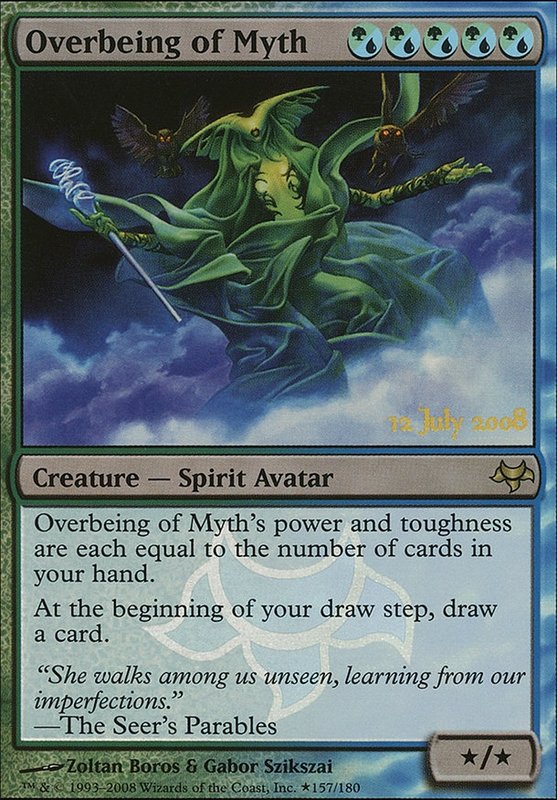 Overbeing of Myth
12 July 2008
Creature — Spirit Avatar
Overbeing of Myth's power and toughness
are each equal to the number of cards in
your hand.
At the beginning of your draw step, draw
a card.
“She walks among us unseen, learning from our
imperfections.”
—The Seer's Parables
★/★
Zoltan Boros & Gabor Szikszai
™ & © 1993–2008 Wizards of the Coast, Inc. ★157/180